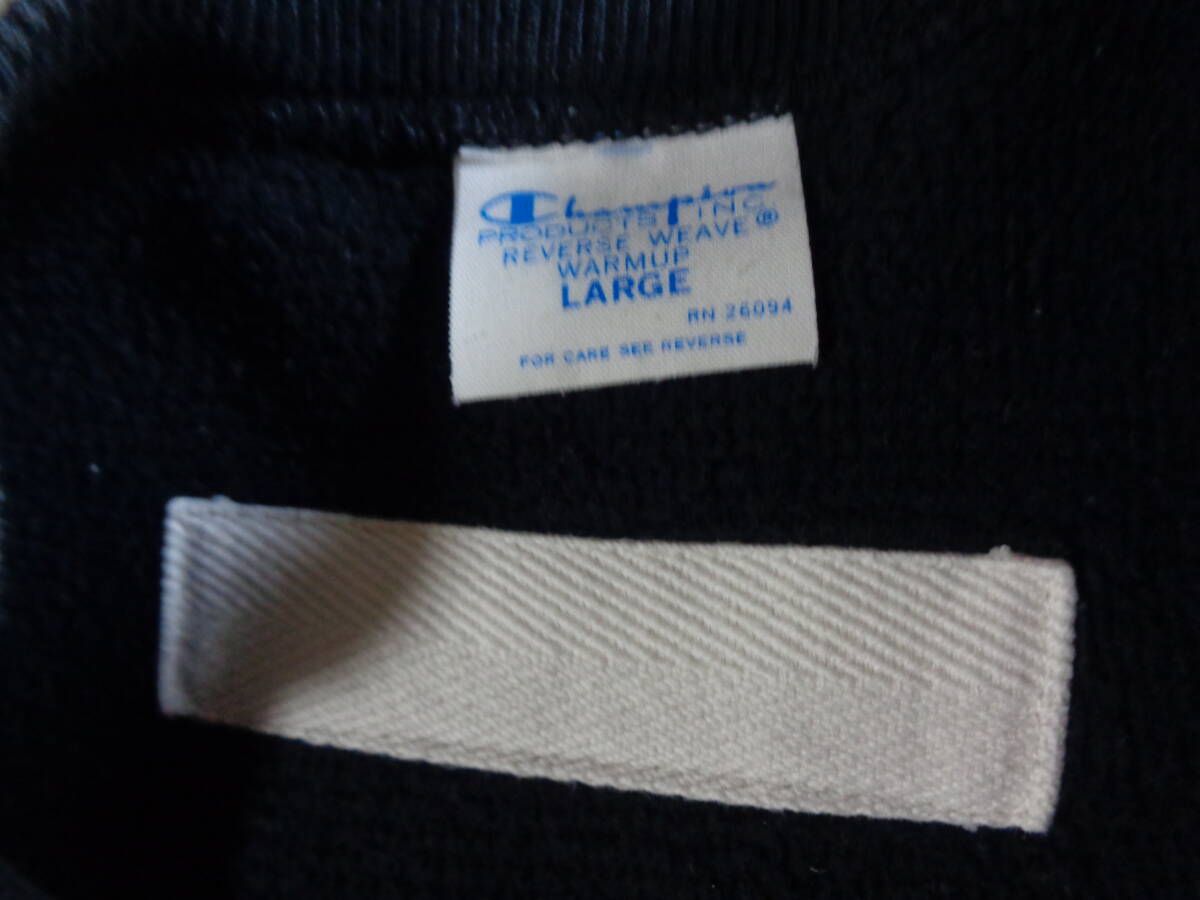 Champion
PRODUCTS INC.
REVERSE WEAVE®
WARMUP
LARGE
RN 26094
FOR CARE SEE REVERSE